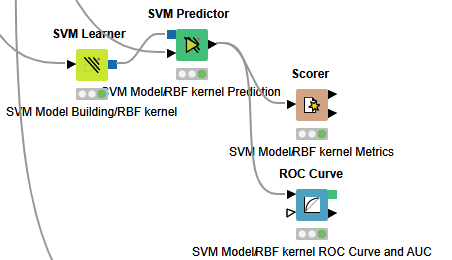 SVM Predictor
SVM Learner
SVM Model/RBF kernel Prediction
SVM Model Building/RBF kernel
Scorer
SVM Model/RBF kernel Metrics
ROC Curve
SVM Model/RBF kernel ROC Curve and AUC